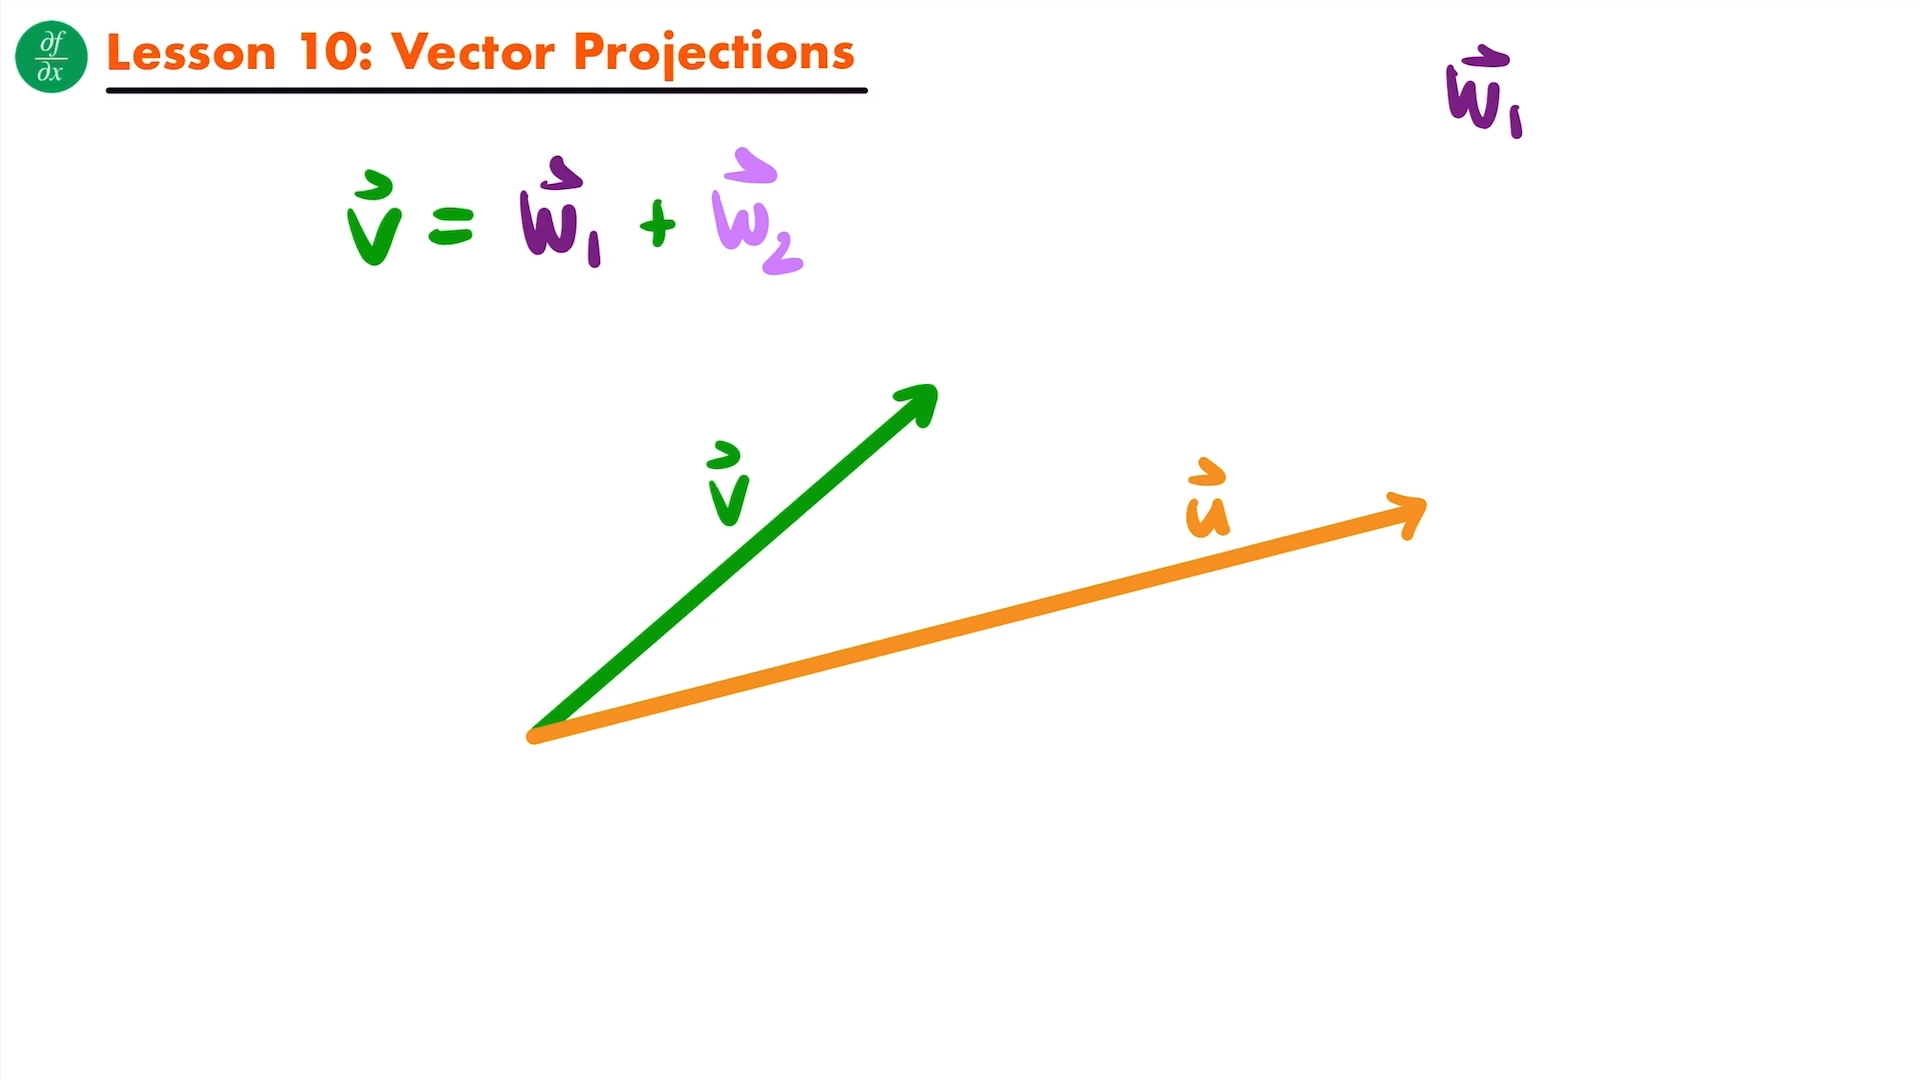 ∂f/∂x
Lesson 10: Vector Projections
w⃗₁
v⃗ = w⃗₁ + w⃗₂
v⃗
u⃗